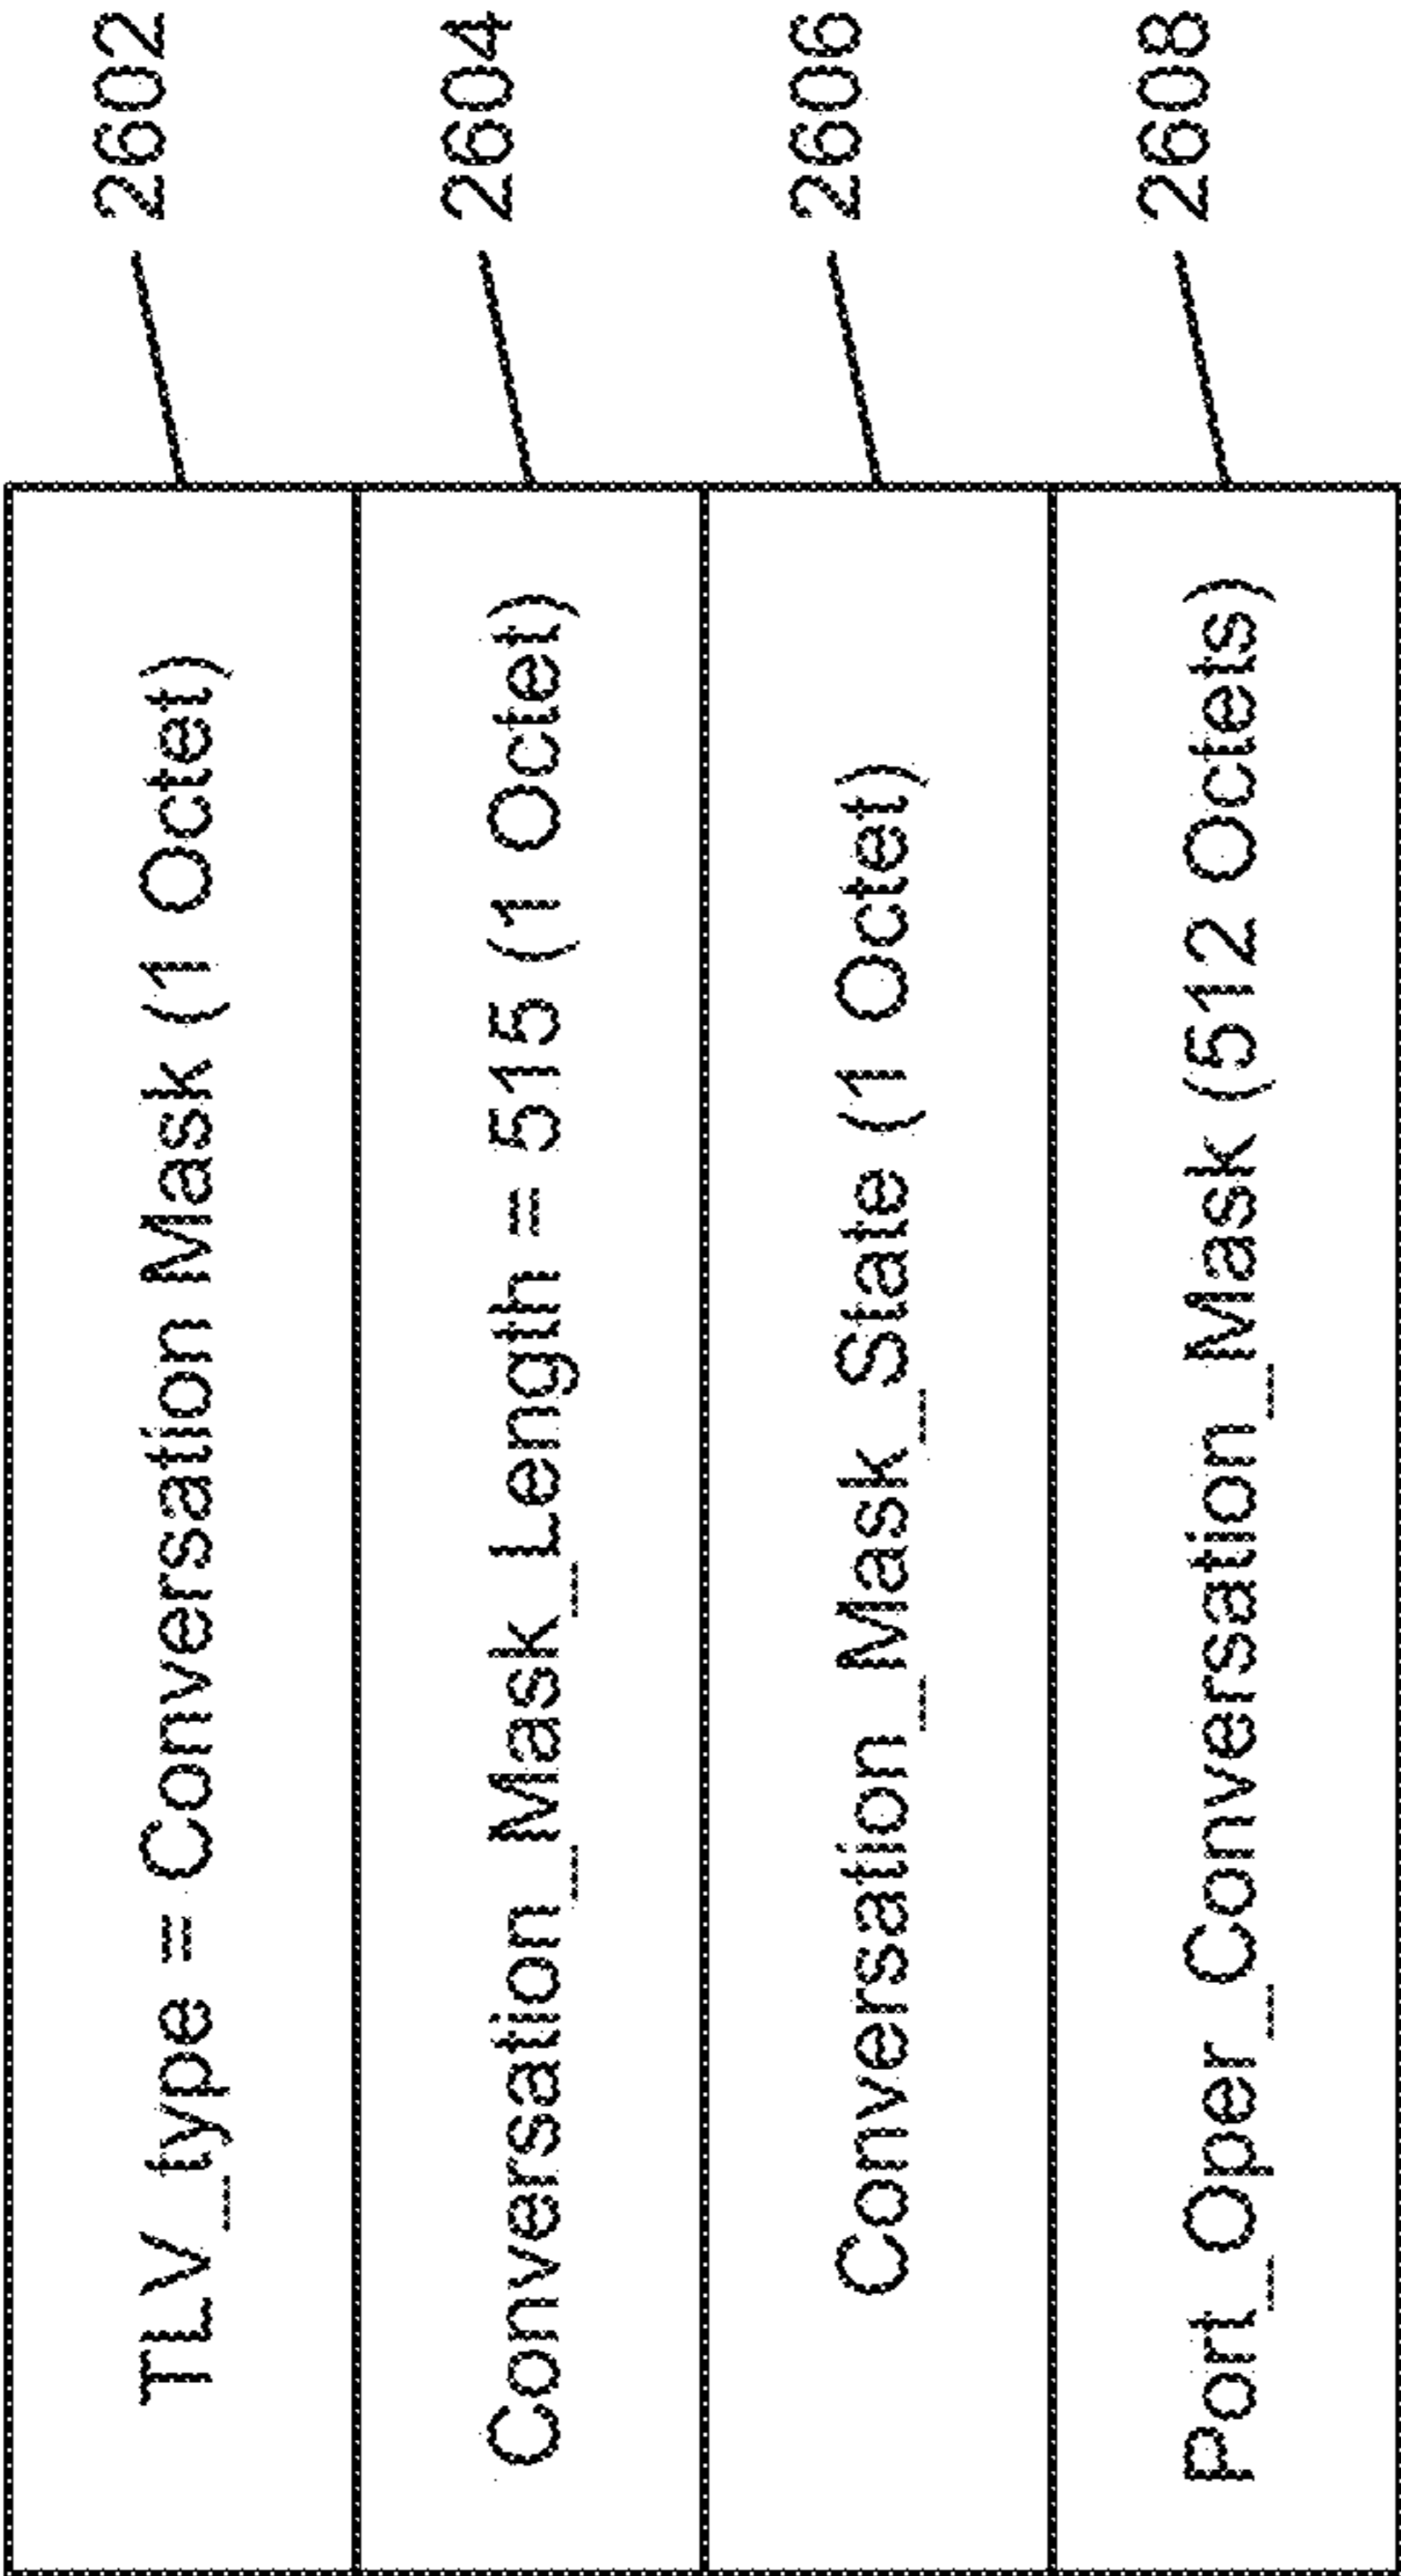 TLV_type = Conversation Mask (1 Octet) 2602
Conversation_Mask_Length = 515 (1 Octet) 2604
Conversation_Mask_State (1 Octet) 2606
Port_Oper_Conversation_Mask (512 Octets) 2608